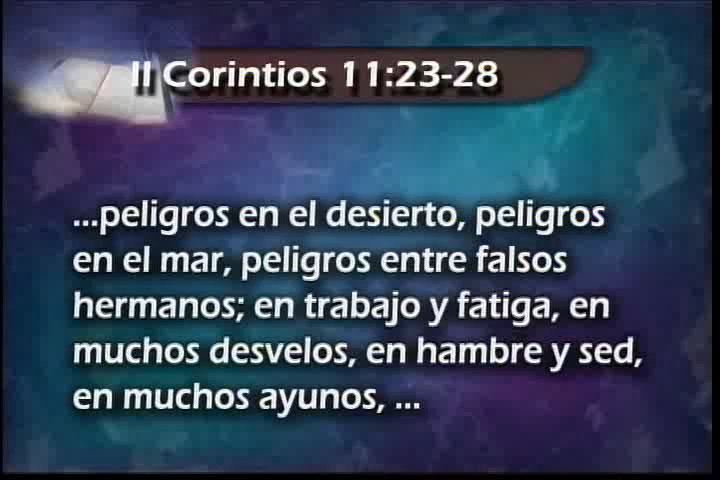 II Corintios 11:23-28
...peligros en el desierto, peligros
en el mar, peligros entre falsos
hermanos; en trabajo y fatiga, en
muchos desvelos, en hambre y sed,
en muchos ayunos, ...